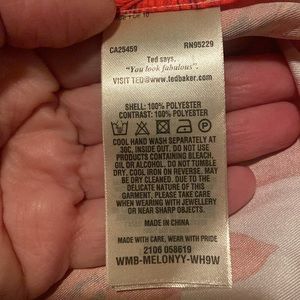 CA25459 RN95229
Ted says,
"You look fabulous".
VISIT TED@www.tedbaker.com
SHELL: 100% POLYESTER
CONTRAST: 100% POLYESTER
COOL HAND WASH SEPARATELY AT
30C, INSIDE OUT. DO NOT USE
PRODUCTS CONTAINING BLEACH,
OIL OR ALCOHOL. DO NOT TUMBLE
DRY. COOL IRON ON REVERSE. MAY
BE DRY CLEANED. DUE TO THE
DELICATE NATURE OF THIS
GARMENT, PLEASE TAKE CARE
WHEN WEARING WITH JEWELLERY
OR NEAR SHARP OBJECTS.
MADE IN CHINA
MADE WITH CARE, WEAR WITH PRIDE
2106 058619
WMB-MELONYY-WH9W